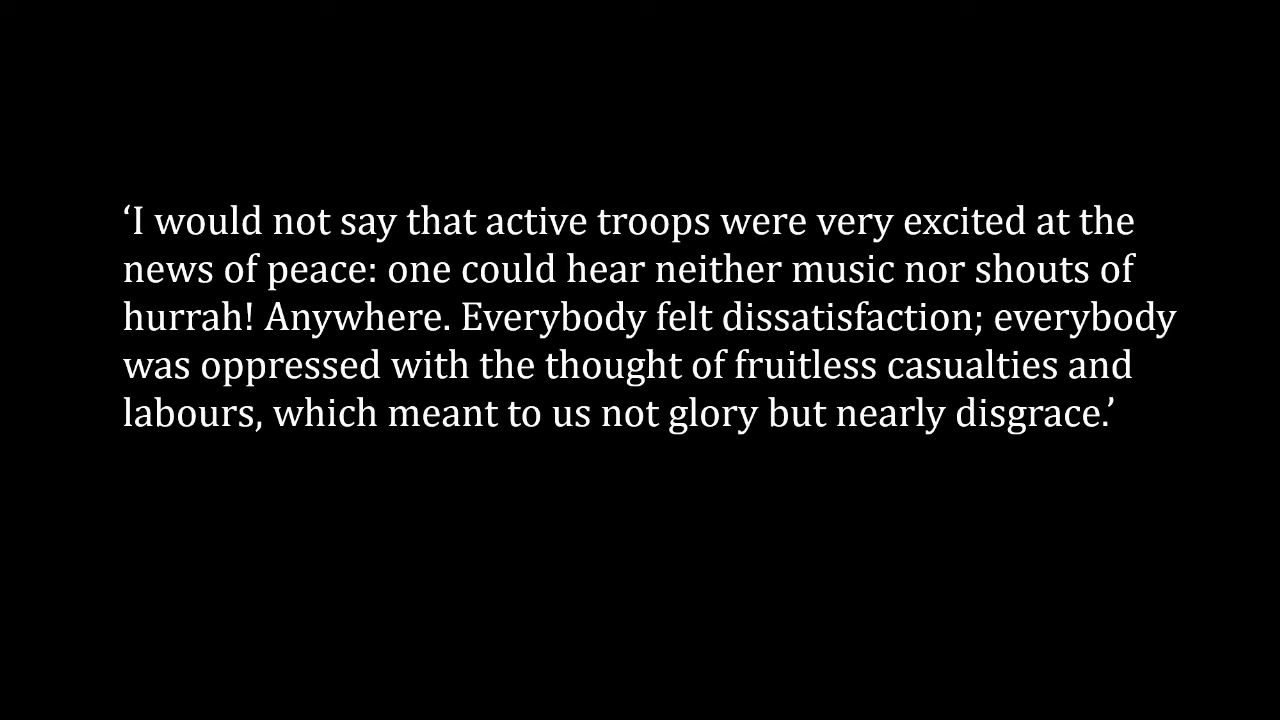 ‘I would not say that active troops were very excited at the
news of peace: one could hear neither music nor shouts of
hurrah! Anywhere. Everybody felt dissatisfaction; everybody
was oppressed with the thought of fruitless casualties and
labours, which meant to us not glory but nearly disgrace.’